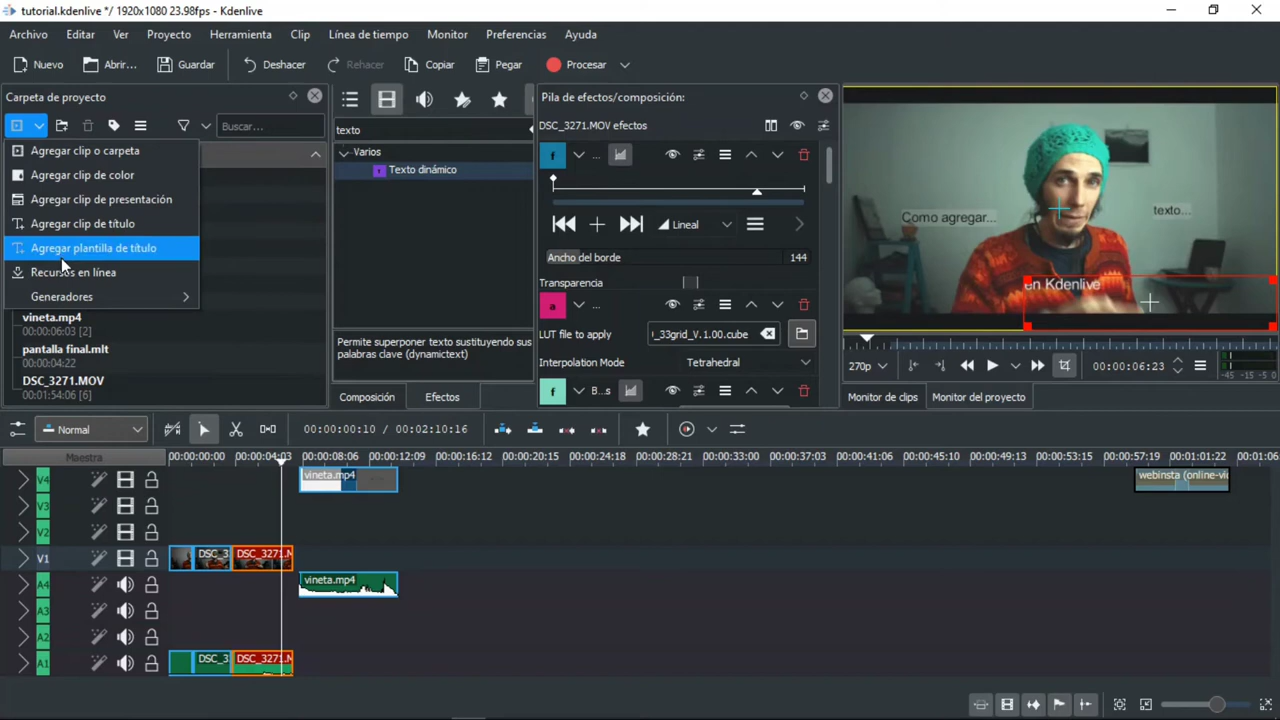 tutorial.kdenlive */ 1920x1080 23.98fps - Kdenlive
Archivo Editar Ver Proyecto Herramienta Clip Línea de tiempo Monitor Preferencias Ayuda
Nuevo Abrir... Guardar Deshacer Rehacer Copiar Pegar Procesar
Carpeta de proyecto
Buscar...
Agregar clip o carpeta
Agregar clip de color
Agregar clip de presentación
Agregar clip de título
Agregar plantilla de título
Recursos en línea
Generadores
vineta.mp4
00:00:06:03 [2]
pantalla final.mlt
00:00:04:22
DSC_3271.MOV
00:01:54:06 [6]
texto
Varios
Texto dinámico
Permite superponer texto sustituyendo sus
palabras clave (dynamictext)
Composición Efectos
Pila de efectos/composición:
DSC_3271.MOV efectos
f ...
Lineal
Ancho del borde 144
Transparencia
a ...
LUT file to apply _33grid_V.1.00.cube
Interpolation Mode Tetrahedral
f B...s
Como agregar... texto...
en Kdenlive
270p 00:00:06:23 -45 -15 -5 0
Monitor de clips Monitor del proyecto
Normal 00:00:00:10 / 00:02:10:16
Maestra 00:00:00:00 00:00:04:03 00:00:08:06 00:00:12:09 00:00:16:12 00:00:20:15 00:00:24:18 00:00:28:21 00:00:33:00 00:00:37:03 00:00:41:06 00:00:45:10 00:00:49:13 00:00:53:15 00:00:57:19 00:01:01:22 00:01:06
V4 vineta.mp4 webinsta (online-vid
V3
V2
V1 DSC_3 DSC_3271.M
A4 vineta.mp4
A3
A2
A1 DSC_3 DSC_3271.M